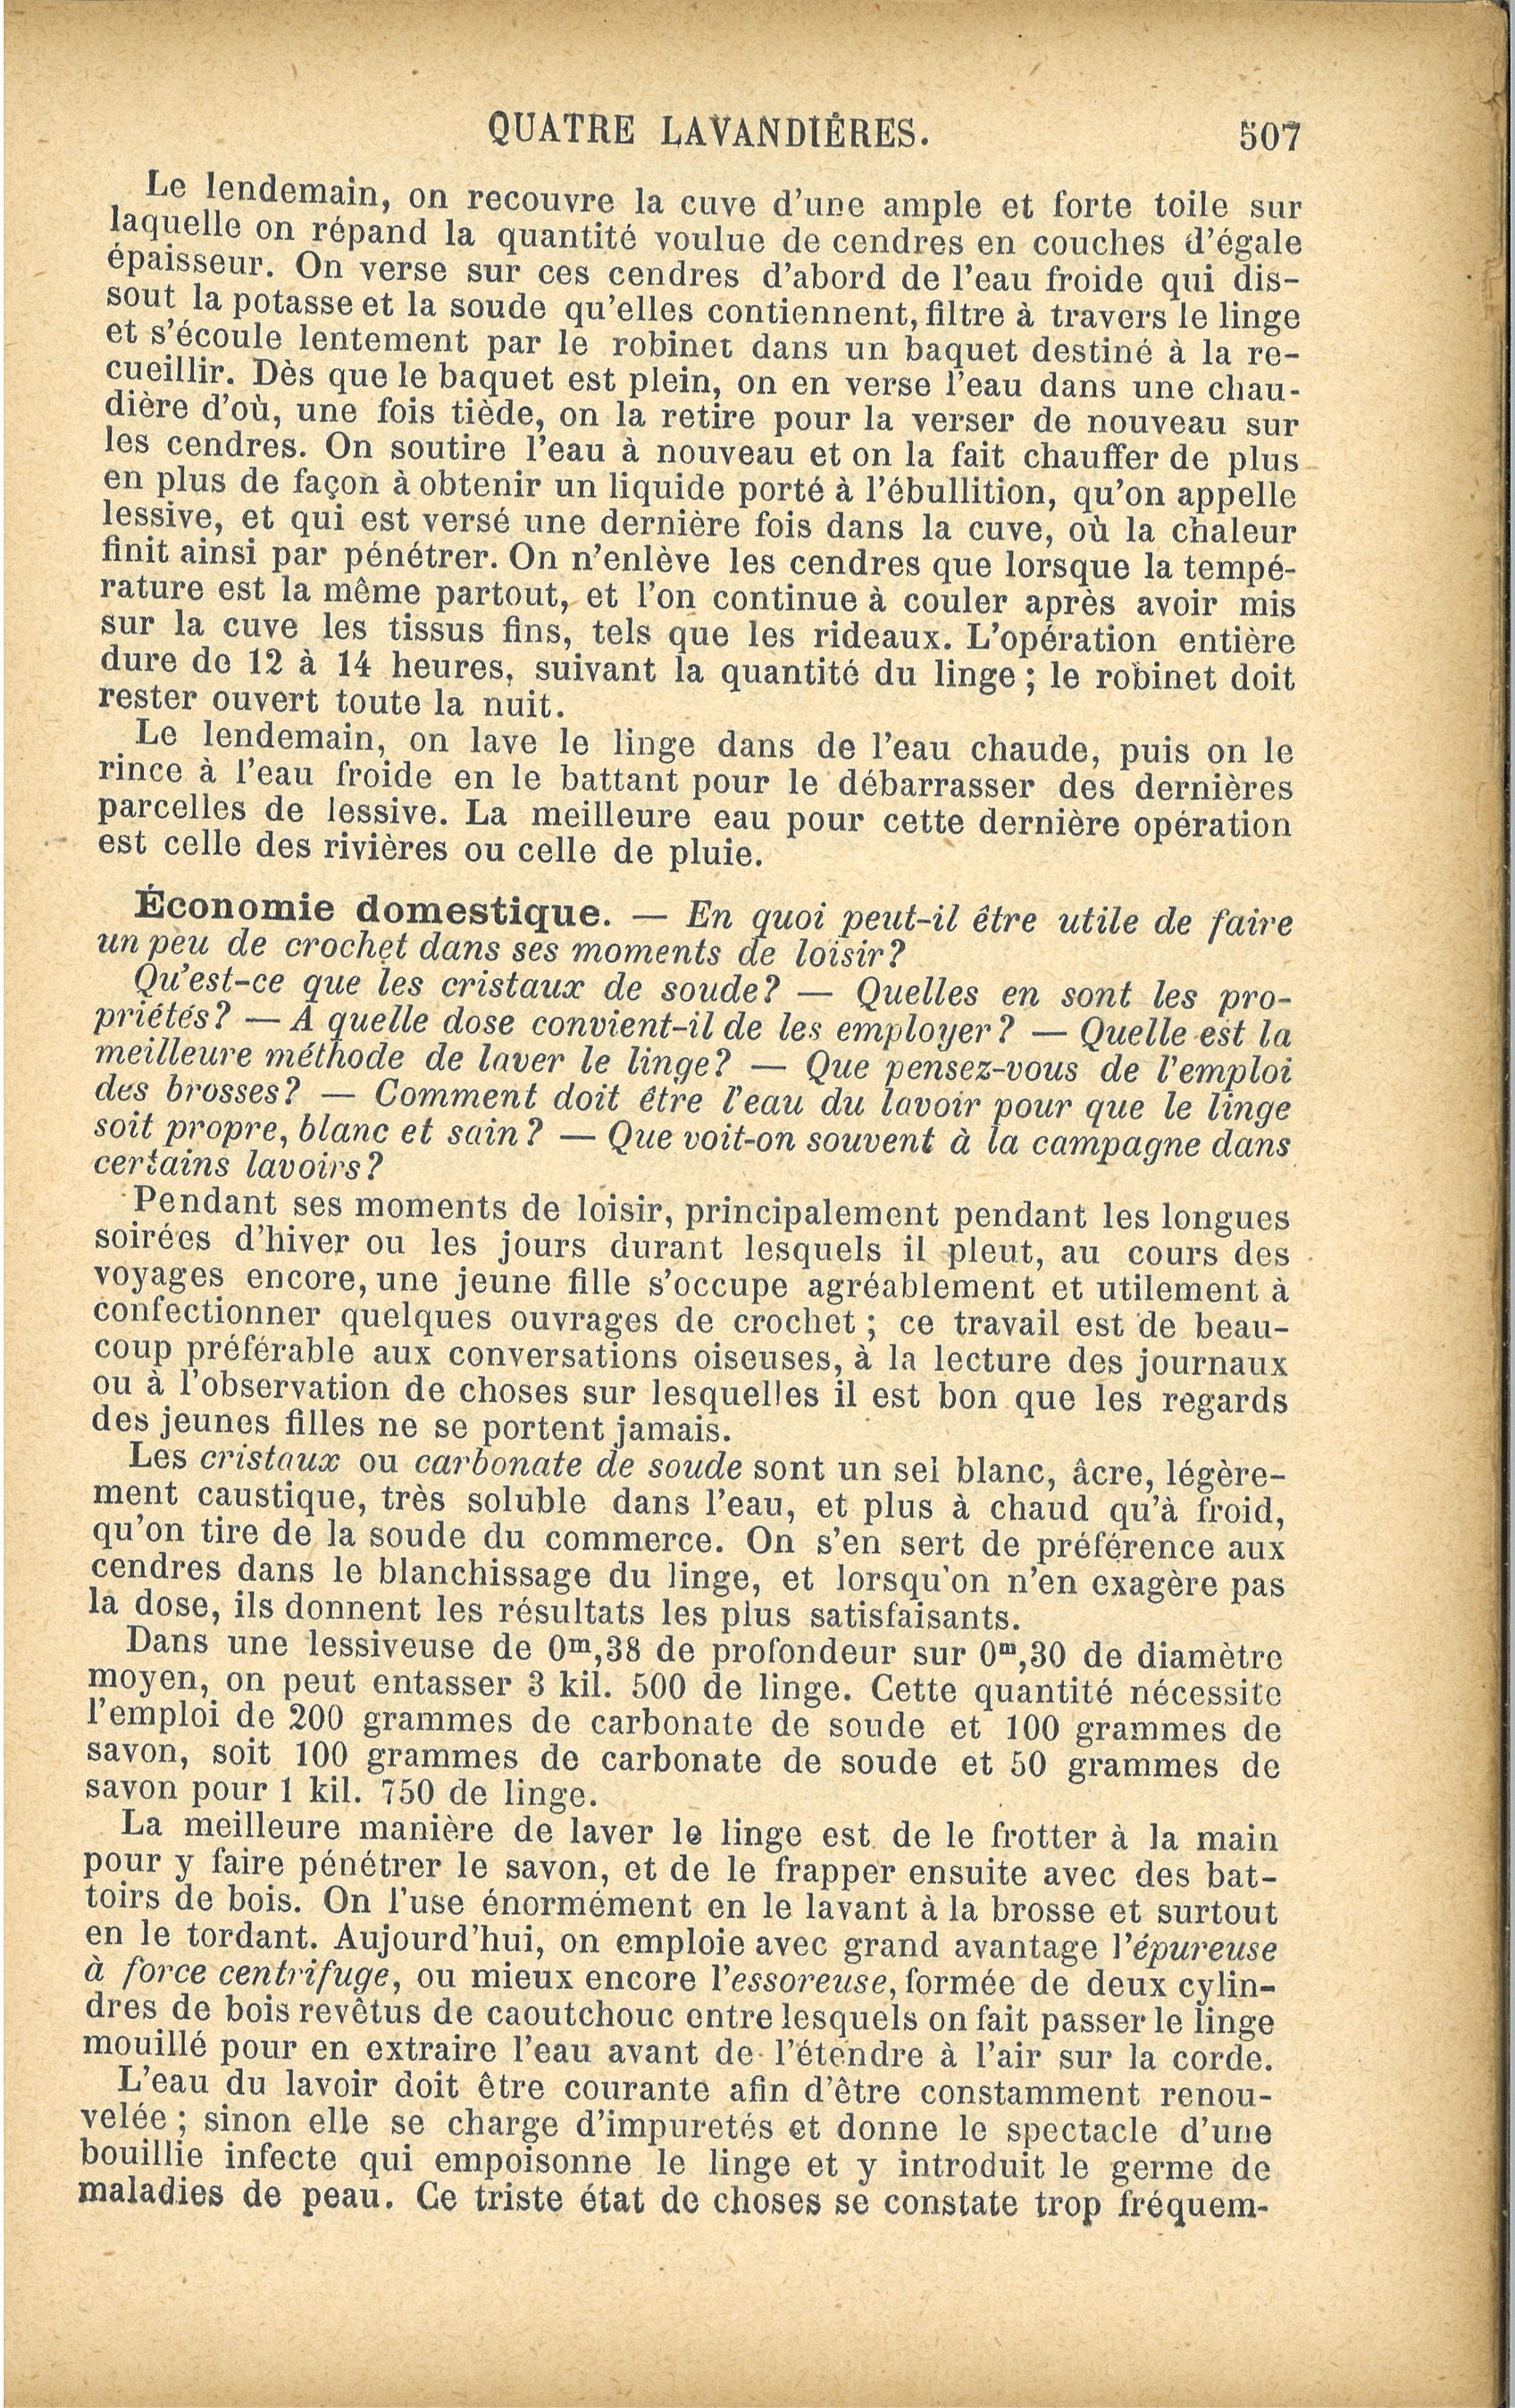 QUATRE LAVANDIÈRES. 507
Le lendemain, on recouvre la cuve d'une ample et forte toile sur
laquelle on répand la quantité voulue de cendres en couches d'égale
épaisseur. On verse sur ces cendres d'abord de l'eau froide qui dis-
sout la potasse et la soude qu'elles contiennent, filtre à travers le linge
et s'écoule lentement par le robinet dans un baquet destiné à la re-
cueillir. Dès que le baquet est plein, on en verse l'eau dans une chau-
dière d'où, une fois tiède, on la retire pour la verser de nouveau sur
les cendres. On soutire l'eau à nouveau et on la fait chauffer de plus
en plus de façon à obtenir un liquide porté à l'ébullition, qu'on appelle
lessive, et qui est versé une dernière fois dans la cuve, où la chaleur
finit ainsi par pénétrer. On n'enlève les cendres que lorsque la tempé-
rature est la même partout, et l'on continue à couler après avoir mis
sur la cuve les tissus fins, tels que les rideaux. L'opération entière
dure de 12 à 14 heures, suivant la quantité du linge ; le robinet doit
rester ouvert toute la nuit.
Le lendemain, on lave le linge dans de l'eau chaude, puis on le
rince à l'eau froide en le battant pour le débarrasser des dernières
parcelles de lessive. La meilleure eau pour cette dernière opération
est celle des rivières ou celle de pluie.
Économie domestique. — En quoi peut-il être utile de faire
un peu de crochet dans ses moments de loisir?
Qu'est-ce que les cristaux de soude? — Quelles en sont les pro-
priétés? — A quelle dose convient-il de les employer? — Quelle est la
meilleure méthode de laver le linge? — Que pensez-vous de l'emploi
des brosses? — Comment doit être l'eau du lavoir pour que le linge
soit propre, blanc et sain? — Que voit-on souvent à la campagne dans
certains lavoirs?
Pendant ses moments de loisir, principalement pendant les longues
soirées d'hiver ou les jours durant lesquels il pleut, au cours des
voyages encore, une jeune fille s'occupe agréablement et utilement à
confectionner quelques ouvrages de crochet ; ce travail est de beau-
coup préférable aux conversations oiseuses, à la lecture des journaux
ou à l'observation de choses sur lesquelles il est bon que les regards
des jeunes filles ne se portent jamais.
Les cristaux ou carbonate de soude sont un sel blanc, âcre, légère-
ment caustique, très soluble dans l'eau, et plus à chaud qu'à froid,
qu'on tire de la soude du commerce. On s'en sert de préférence aux
cendres dans le blanchissage du linge, et lorsqu'on n'en exagère pas
la dose, ils donnent les résultats les plus satisfaisants.
Dans une lessiveuse de 0m,38 de profondeur sur 0m,30 de diamètre
moyen, on peut entasser 3 kil. 500 de linge. Cette quantité nécessite
l'emploi de 200 grammes de carbonate de soude et 100 grammes de
savon, soit 100 grammes de carbonate de soude et 50 grammes de
savon pour 1 kil. 750 de linge.
La meilleure manière de laver le linge est de le frotter à la main
pour y faire pénétrer le savon, et de le frapper ensuite avec des bat-
toirs de bois. On l'use énormément en le lavant à la brosse et surtout
en le tordant. Aujourd'hui, on emploie avec grand avantage l'épureuse
à force centrifuge, ou mieux encore l'essoreuse, formée de deux cylin-
dres de bois revêtus de caoutchouc entre lesquels on fait passer le linge
mouillé pour en extraire l'eau avant de l'étendre à l'air sur la corde.
L'eau du lavoir doit être courante afin d'être constamment renou-
velée ; sinon elle se charge d'impuretés et donne le spectacle d'une
bouillie infecte qui empoisonne le linge et y introduit le germe de
maladies de peau. Ce triste état de choses se constate trop fréquem-